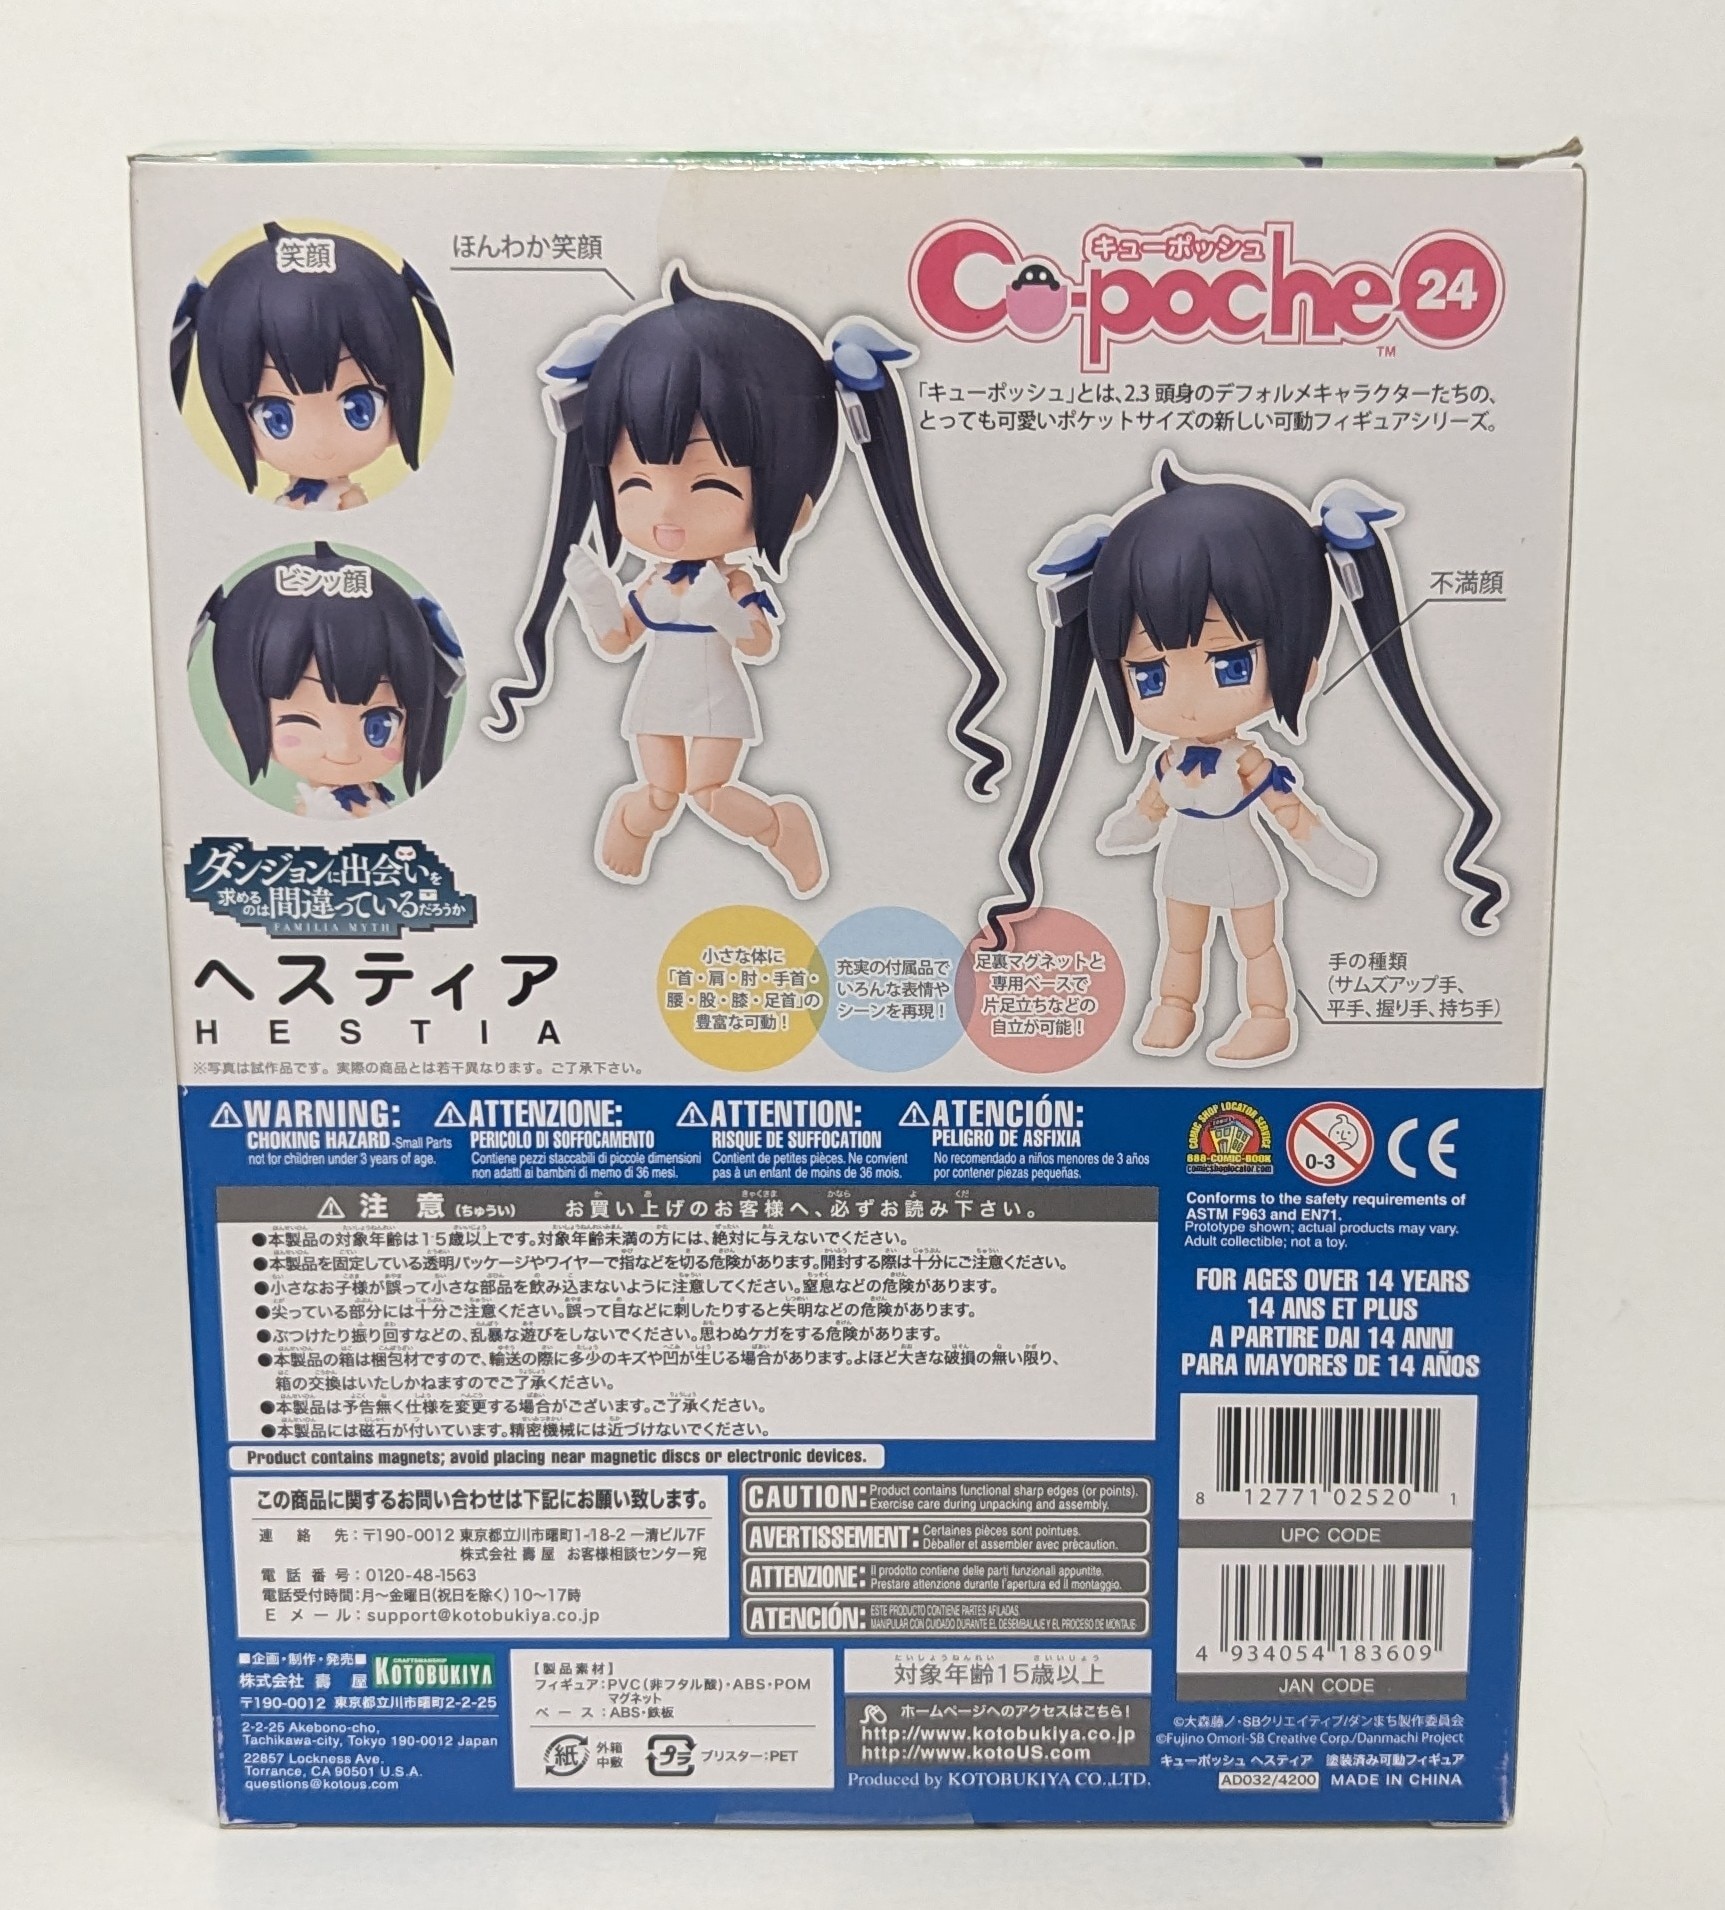 笑顔
ほんわか笑顔
キューポッシュ
Cu-poche 24
TM
「キューポッシュ」とは、2.3頭身のデフォルメキャラクターたちの、
とっても可愛いポケットサイズの新しい可動フィギュアシリーズ。
ビシッ顔
不満顔
ダンジョンに出会いを
求めるのは間違っているだろうか
FAMILIA MYTH
ヘスティア
HESTIA
小さな体に
「首・肩・肘・手首・
腰・股・膝・足首」の
豊富な可動!
充実の付属品で
いろんな表情や
シーンを再現!
足裏マグネットと
専用ベースで
片足立ちなどの
自立が可能!
手の種類
(サムズアップ手、
平手、握り手、持ち手)
※写真は試作品です。実際の商品とは若干異なります。ご了承下さい。
⚠WARNING:
CHOKING HAZARD -Small Parts
not for children under 3 years of age.
⚠ATTENZIONE:
PERICOLO DI SOFFOCAMENTO
Contiene pezzi staccabili di piccole dimensioni
non adatti ai bambini di memo di 36 mesi.
⚠ATTENTION:
RISQUE DE SUFFOCATION
Contient de petites pièces. Ne convient
pas à un enfant de moins de 36 mois.
⚠ATENCIÓN:
PELIGRO DE ASFIXIA
No recomendado a niños menores de 3 años
por contener piezas pequeñas.
COMIC SHOP LOCATOR SERVICE
888-COMIC-BOOK
comicshoplocator.com
0-3
CE
Conforms to the safety requirements of
ASTM F963 and EN71.
Prototype shown; actual products may vary.
Adult collectible; not a toy.
FOR AGES OVER 14 YEARS
14 ANS ET PLUS
A PARTIRE DAI 14 ANNI
PARA MAYORES DE 14 AÑOS
⚠注 意(ちゅうい) お買い上げのお客様へ、必ずお読み下さい。
●本製品の対象年齢は15歳以上です。対象年齢未満の方には、絶対に与えないでください。
●本製品を固定している透明パッケージやワイヤーで指などを切る危険があります。開封する際は十分にご注意ください。
●小さなお子様が誤って小さな部品を飲み込まないように注意してください。窒息などの危険があります。
●尖っている部分には十分ご注意ください。誤って目などに刺したりすると失明などの危険があります。
●ぶつけたり振り回すなどの、乱暴な遊びをしないでください。思わぬケガをする危険があります。
●本製品の箱は梱包材ですので、輸送の際に多少のキズや凹が生じる場合があります。よほど大きな破損の無い限り、
箱の交換はいたしかねますのでご了承ください。
●本製品は予告無く仕様を変更する場合がございます。ご了承ください。
●本製品には磁石が付いています。精密機械には近づけないでください。
Product contains magnets; avoid placing near magnetic discs or electronic devices.
この商品に関するお問い合わせは下記にお願い致します。
連 絡 先:〒190-0012 東京都立川市曙町1-18-2 一清ビル7F
株式会社 壽 屋 お客様相談センター宛
電 話 番 号:0120-48-1563
電話受付時間:月~金曜日(祝日を除く)10~17時
E メ ー ル:support@kotobukiya.co.jp
CAUTION: Product contains functional sharp edges (or points).
Exercise care during unpacking and assembly.
AVERTISSEMENT: Certaines pièces sont pointues.
Déballer et assembler avec précaution.
ATTENZIONE: Il prodotto contiene delle parti funzionali appuntite.
Prestare attenzione durante l'apertura ed il montaggio.
ATENCIÓN: ESTE PRODUCTO CONTIENE PARTES AFILADAS.
MANIPULAR CON CUIDADO DURANTE EL DESEMBALAJE Y EL PROCESO DE MONTAJE.
8 12771 02520 1
UPC CODE
4 934054 183609
JAN CODE
■企画・制作・発売■
株式会社 壽 屋
CRAFTSMANSHIP
KOTOBUKIYA
〒190-0012 東京都立川市曙町2-2-25
2-2-25 Akebono-cho,
Tachikawa-city, Tokyo 190-0012 Japan
22857 Lockness Ave.
Torrance, CA 90501 U.S.A.
questions@kotous.com
【製品素材】
フィギュア:PVC(非フタル酸)・ABS・POM
マグネット
ベ ー ス:ABS・鉄板
紙
外箱
中敷
プラ
ブリスター:PET
対象年齢15歳以上
ホームページへのアクセスはこちら!
http://www.kotobukiya.co.jp
http://www.kotoUS.com
Produced by KOTOBUKIYA CO.,LTD.
©大森藤ノ・SBクリエイティブ/ダンまち製作委員会
©Fujino Omori-SB Creative Corp./Danmachi Project
キューポッシュ ヘスティア 塗装済み可動フィギュア
AD032/4200 MADE IN CHINA